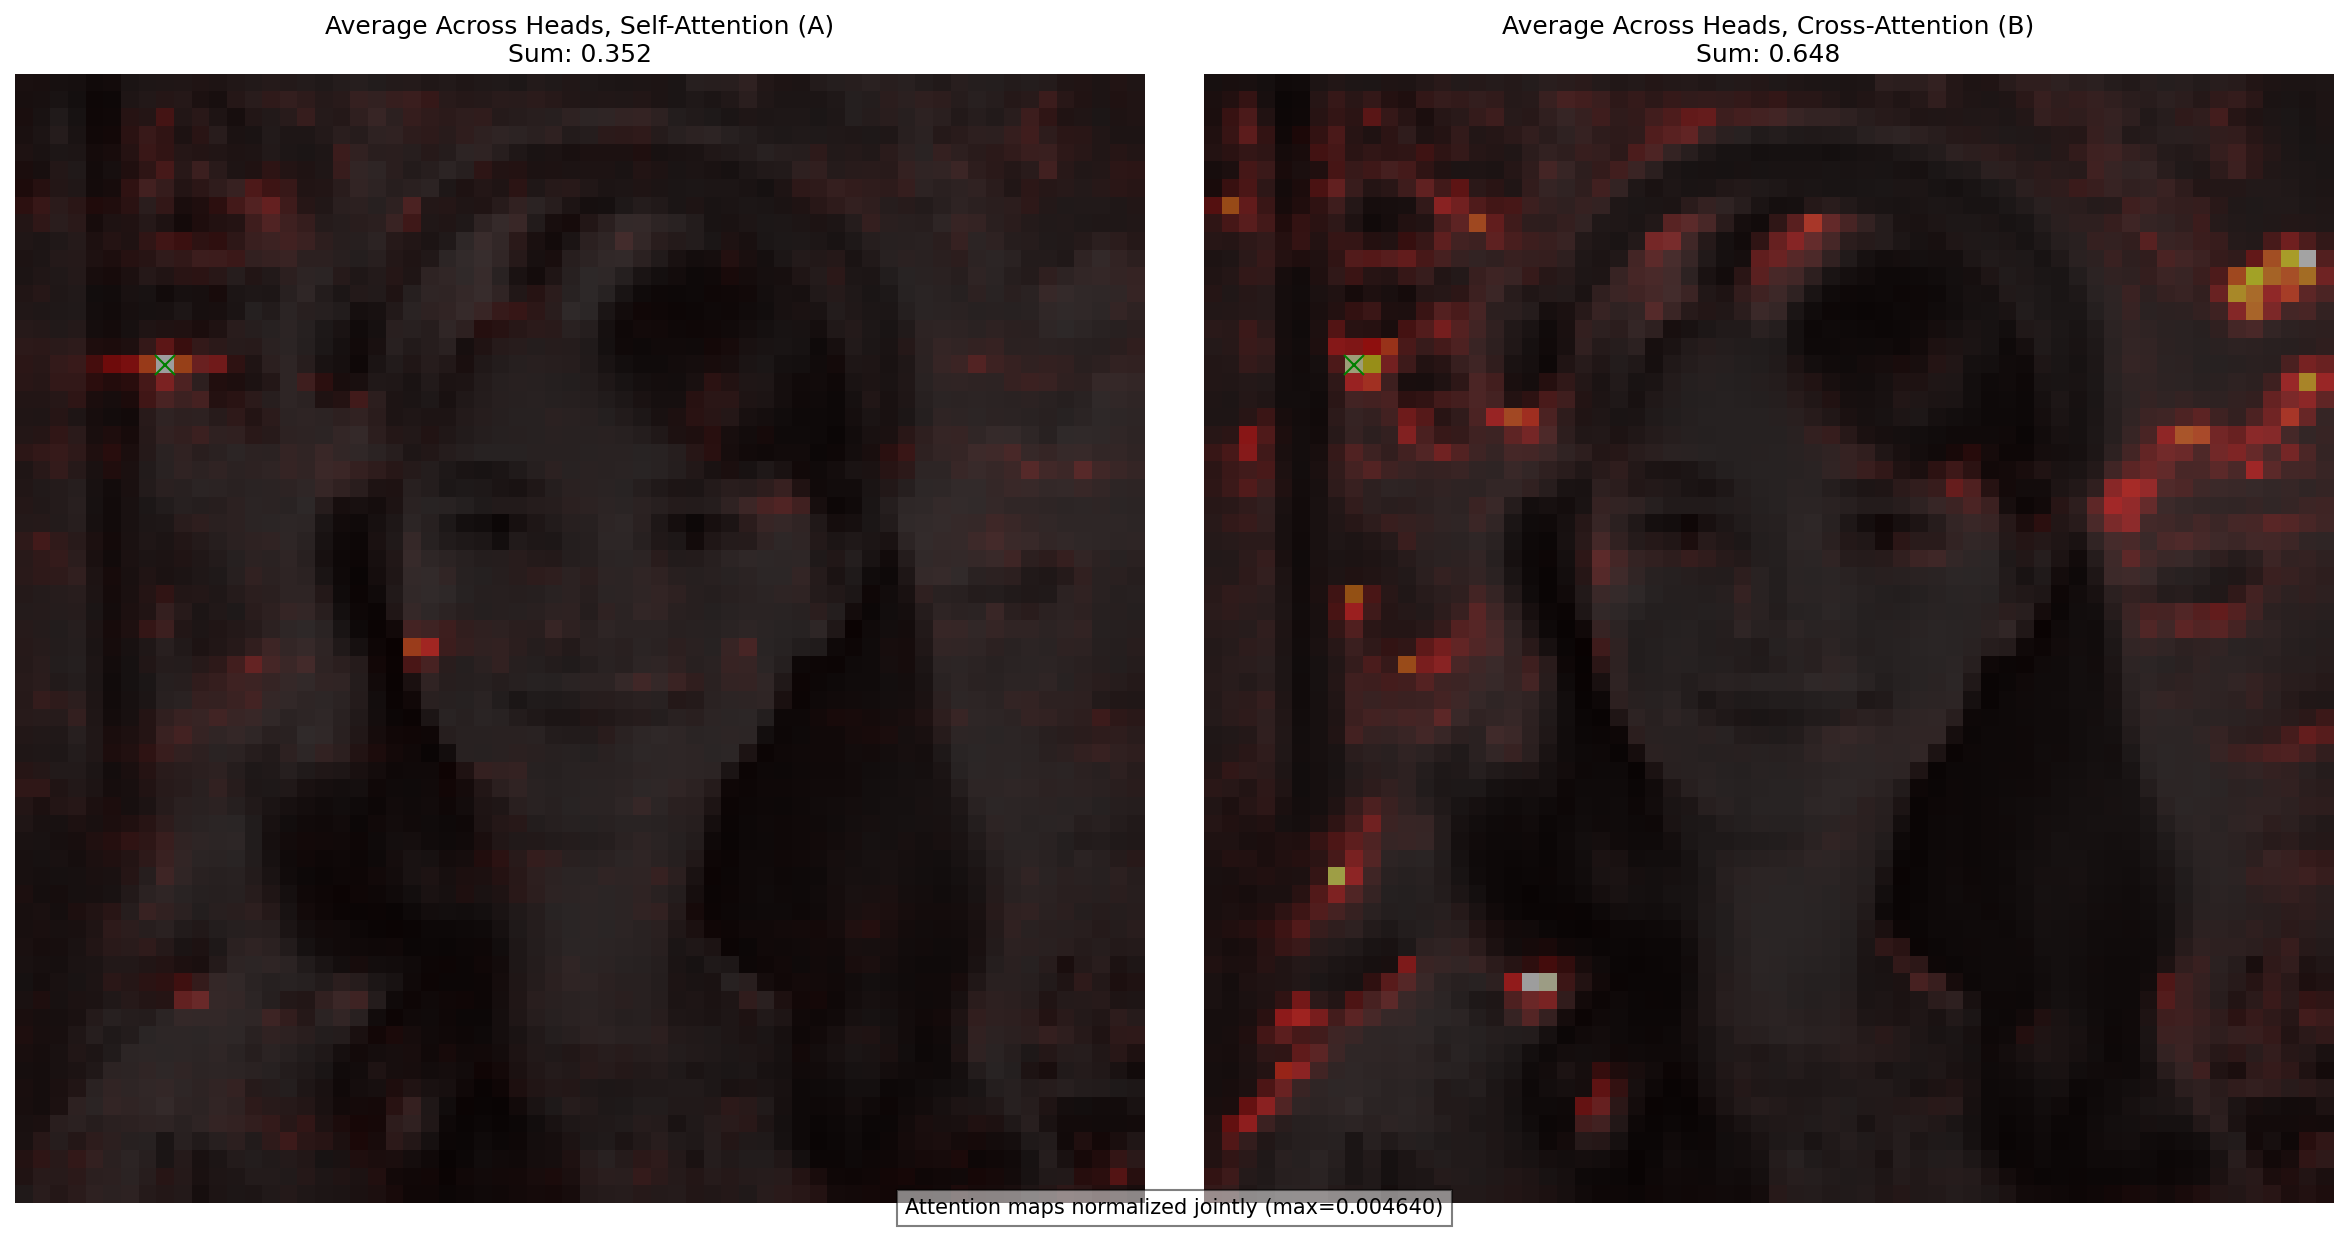 Average Across Heads, Self-Attention (A)
Sum: 0.352
Average Across Heads, Cross-Attention (B)
Sum: 0.648
Attention maps normalized jointly (max=0.004640)